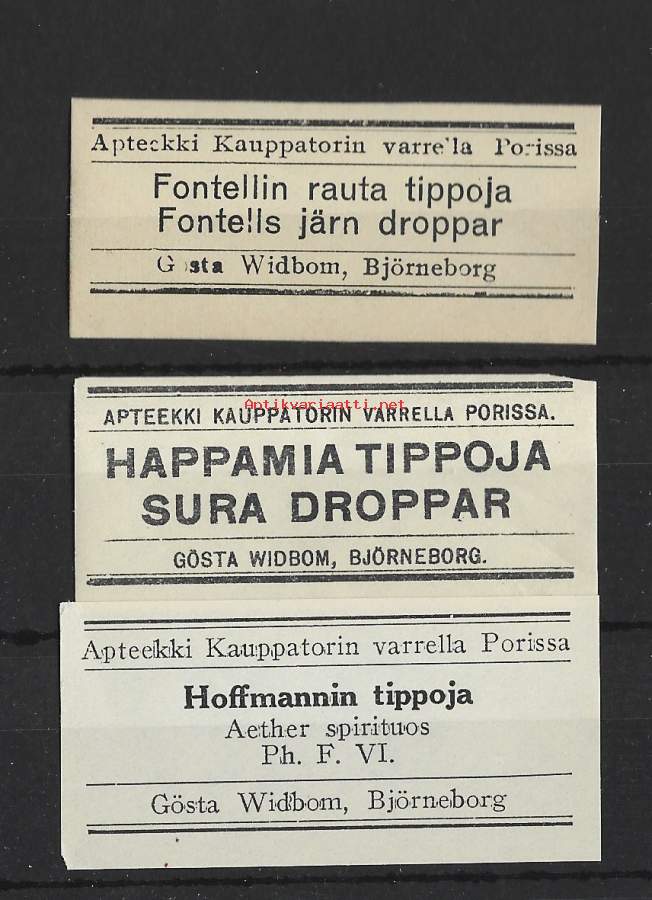 Apteekki Kauppatorin varrella Porissa
Fontellin rauta tippoja
Fontells järn droppar
Gösta Widbom, Björneborg
Antikvariaatti.net
APTEEKKI KAUPPATORIN VARRELLA PORISSA.
HAPPAMIA TIPPOJA
SURA DROPPAR
GÖSTA WIDBOM, BJÖRNEBORG.
Apteekki Kauppatorin varrella Porissa
Hoffmannin tippoja
Aether spirituos
Ph. F. VI.
Gösta Widbom, Björneborg